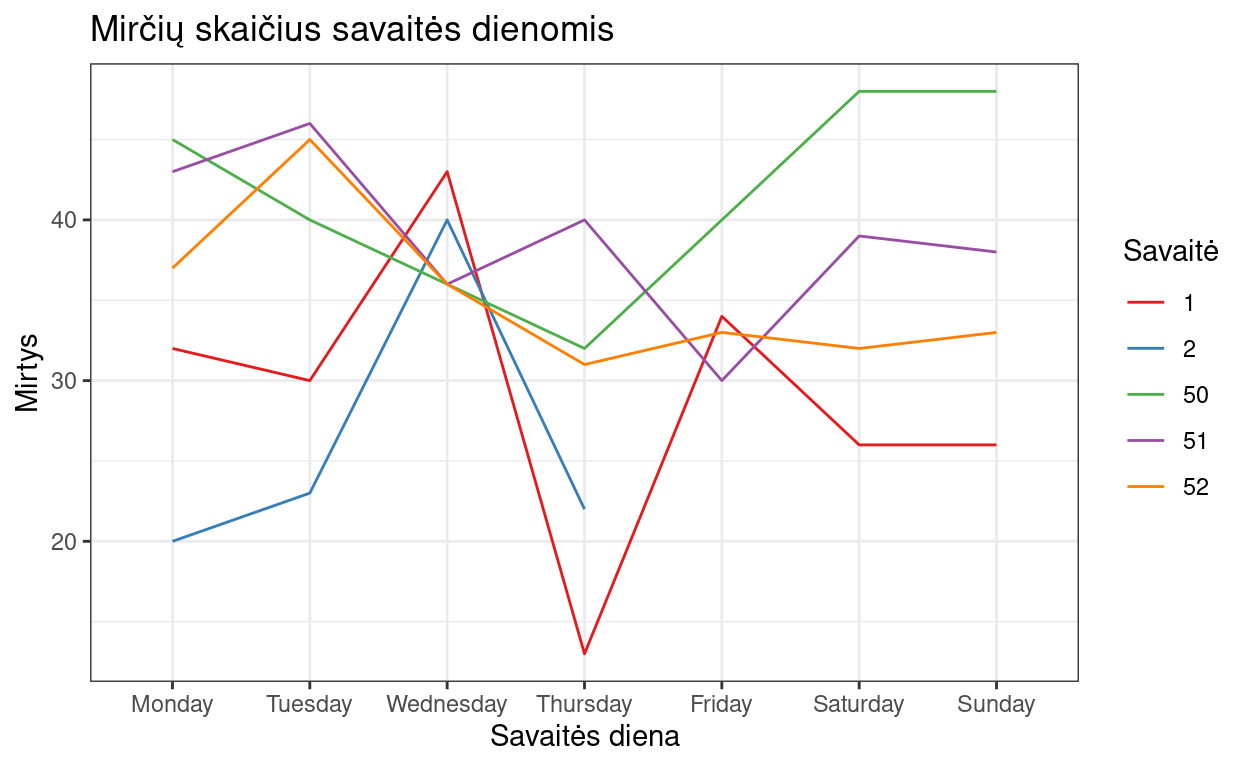 Mirčių skaičius savaitės dienomis
Mirtys
40
30
20
Monday Tuesday Wednesday Thursday Friday Saturday Sunday
Savaitės diena
Savaitė
1
2
50
51
52